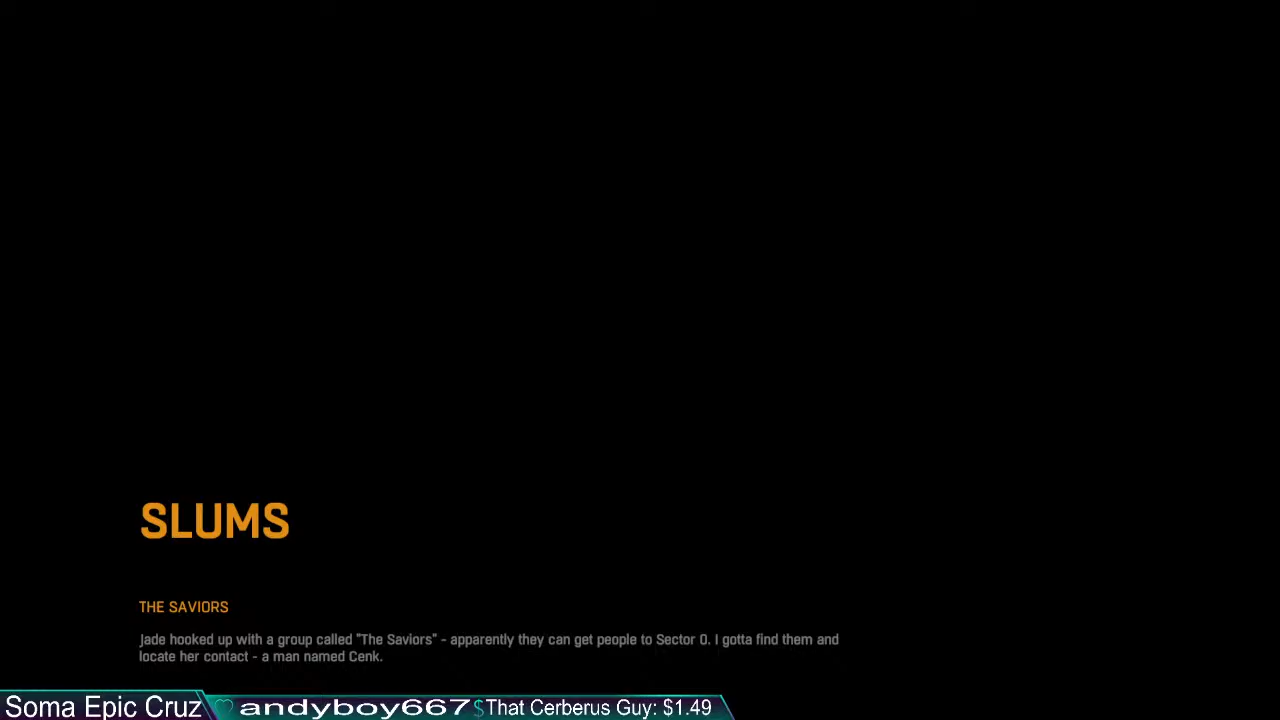 SLUMS
THE SAVIORS
Jade hooked up with a group called "The Saviors" - apparently they can get people to Sector 0. I gotta find them and
locate her contact - a man named Cenk.
Soma Epic Cruz ♡ andyboy667 $ That Cerberus Guy: $1.49